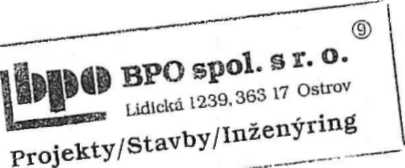 ⑨
bpo BPO spol. s r. o.
Lidická 1239, 363 17 Ostrov
Projekty/Stavby/Inženýring